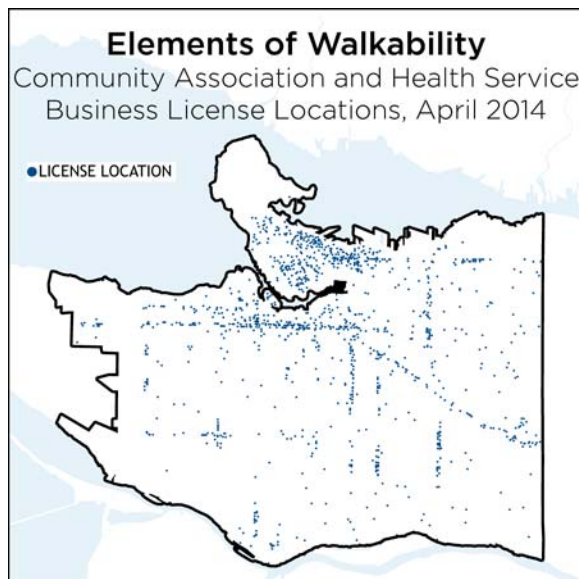 Elements of Walkability
Community Association and Health Service
Business License Locations, April 2014
LICENSE LOCATION